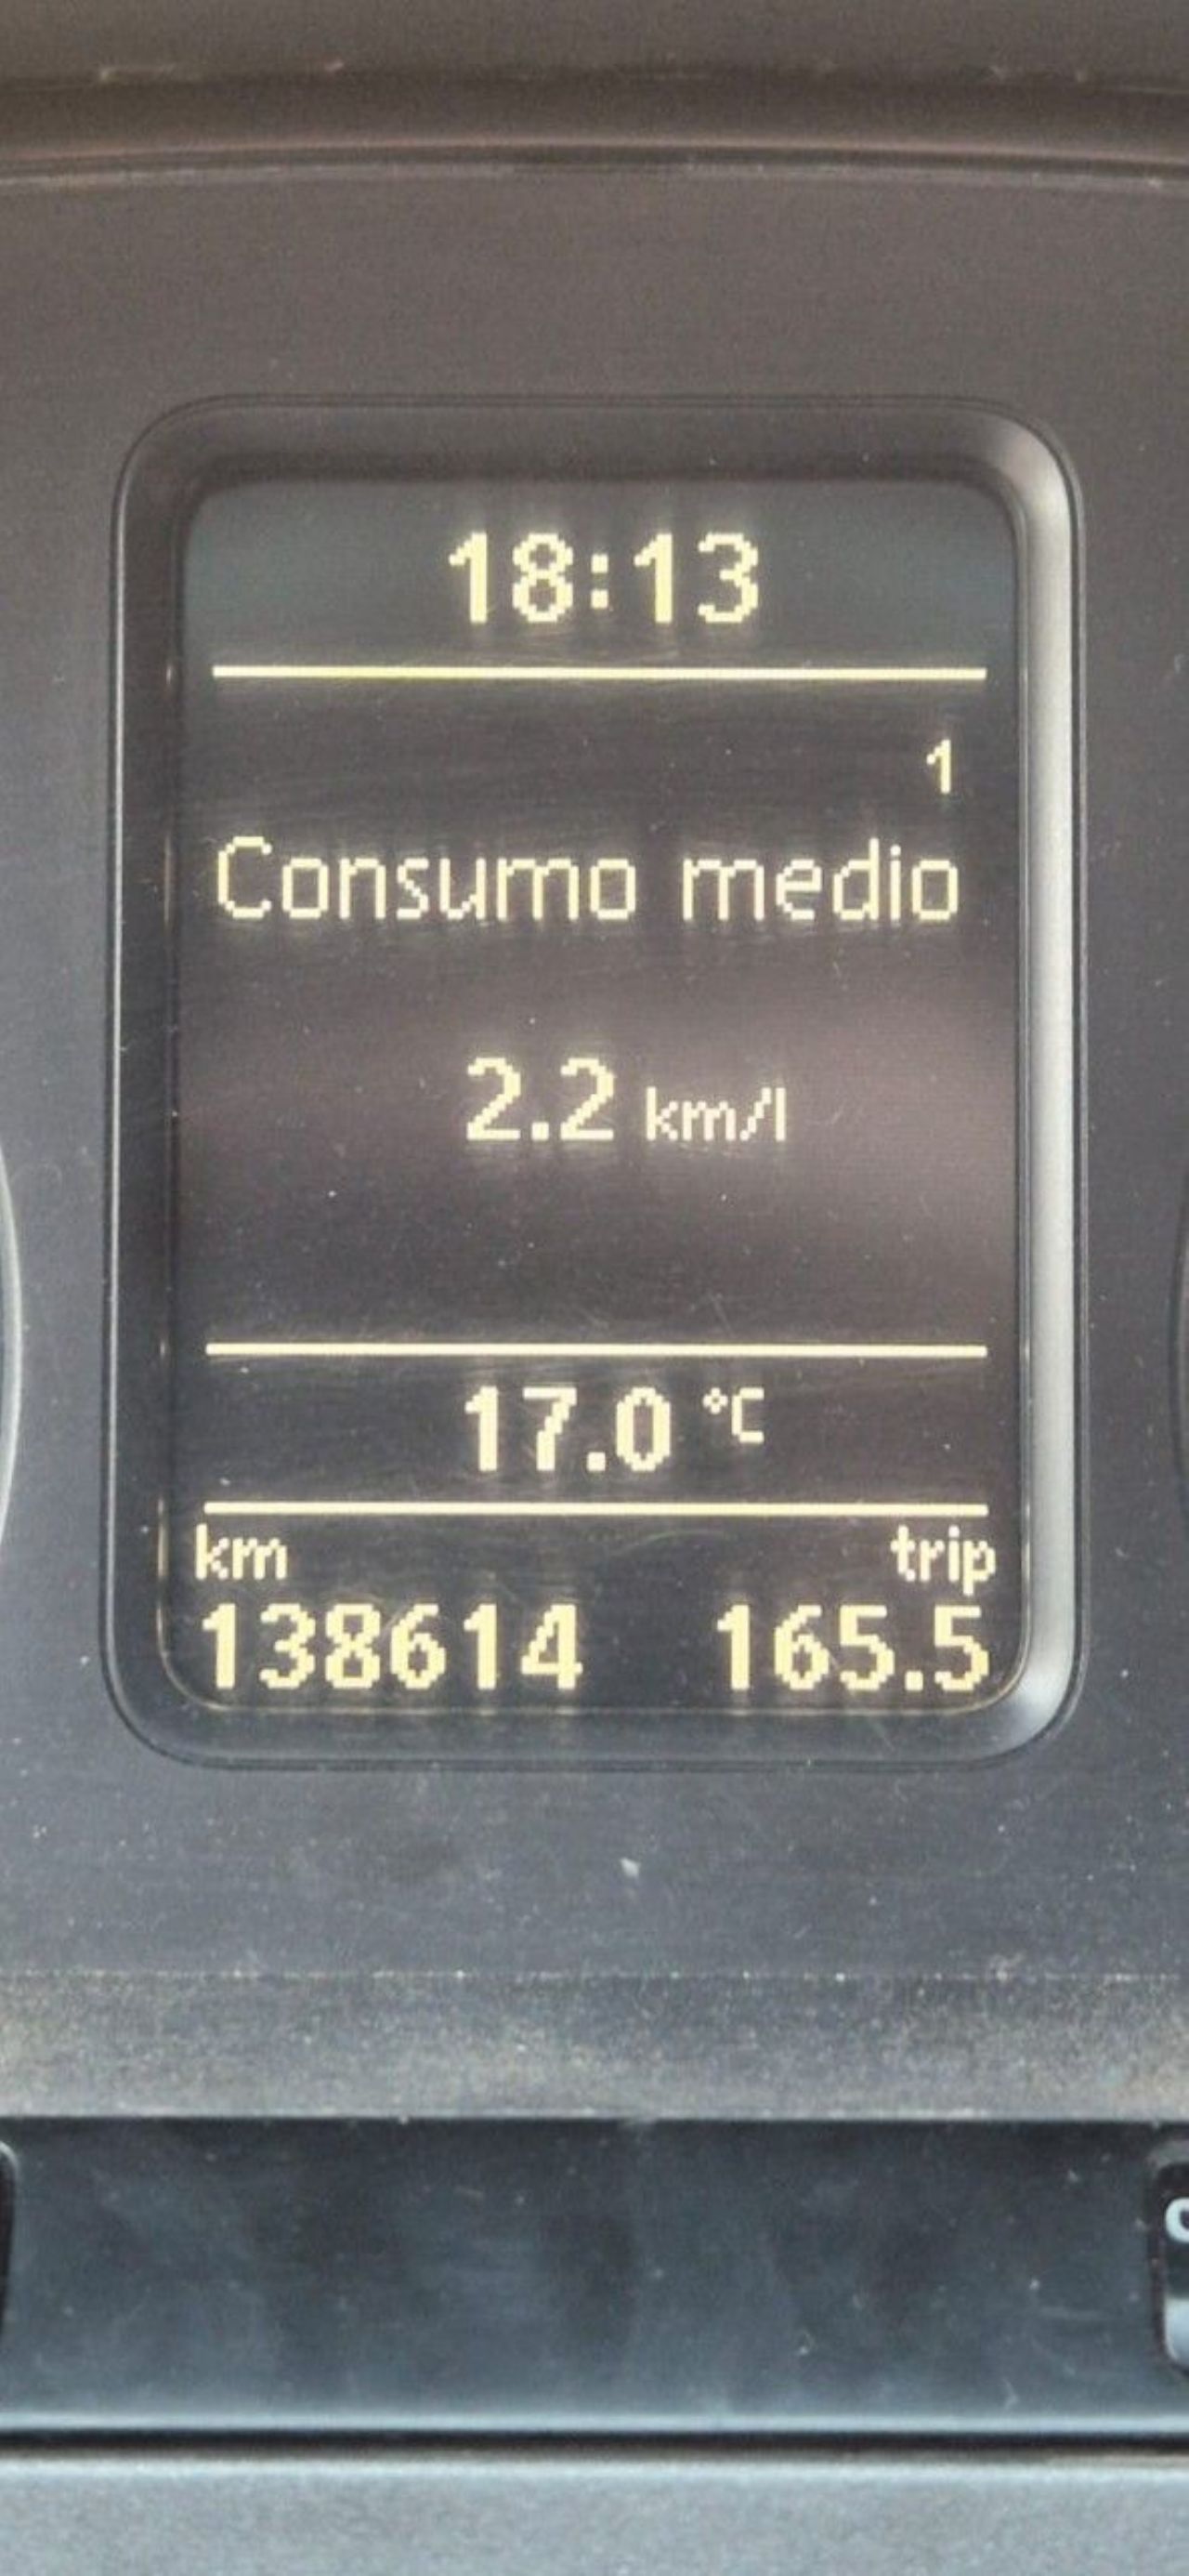 18:13
1
Consumo medio
2.2 km/l
17.0 °C
km trip
138614 165.5